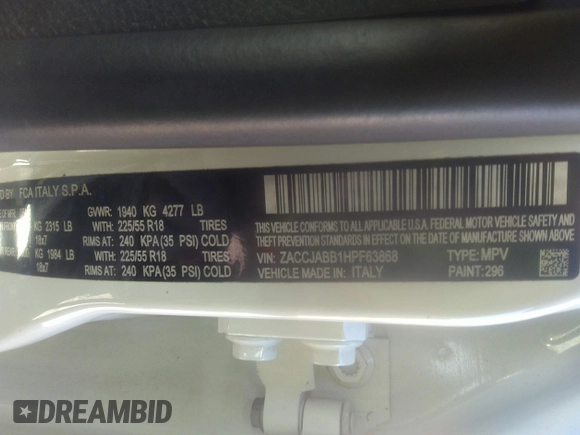 D BY FCA ITALY S.P.A.
GVWR: 1940 KG 4277 LB
KG 2315 LB WITH: 225/55 R18 TIRES
18x7 RIMS AT: 240 KPA(35 PSI) COLD
KG 1984 LB WITH: 225/55 R18 TIRES
18x7 RIMS AT: 240 KPA(35 PSI) COLD
THIS VEHICLE CONFORMS TO ALL APPLICABLE U.S.A. FEDERAL MOTOR VEHICLE SAFETY AND
THEFT PREVENTION STANDARDS IN EFFECT ON THE DATE OF MANUFACTURE SHOWN ABOVE
VIN: ZACCJABB1HPF63868 TYPE: MPV
VEHICLE MADE IN: ITALY PAINT: 296
DREAMBID